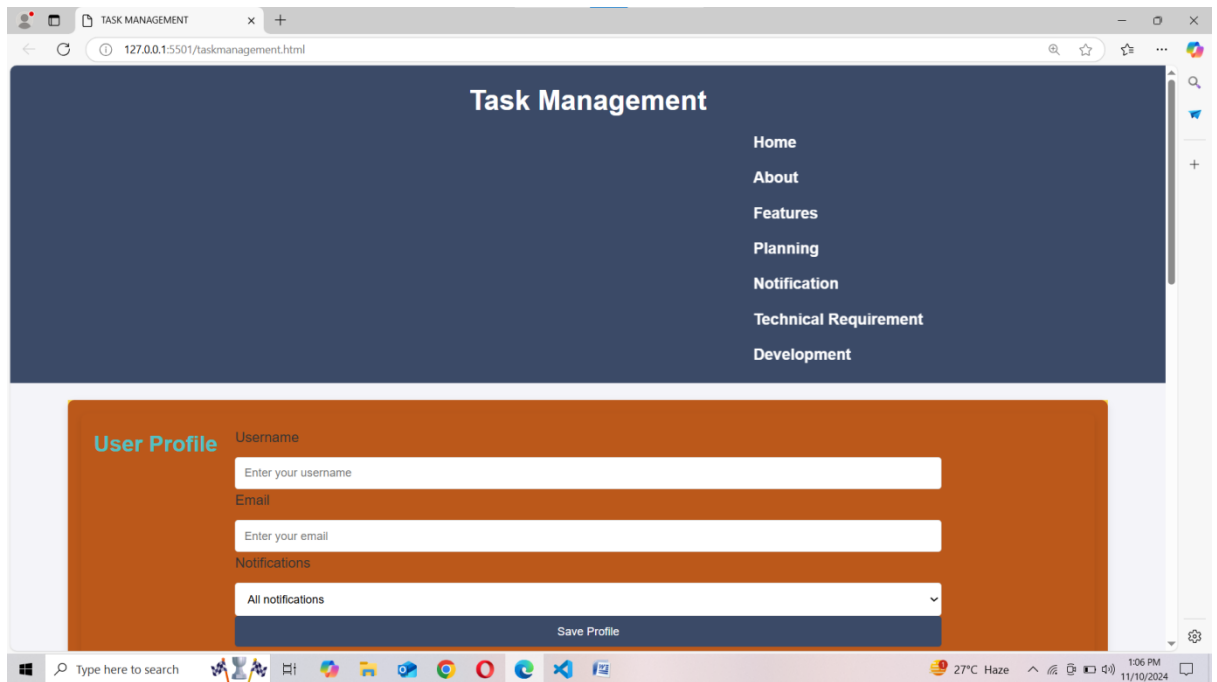 TASK MANAGEMENT
127.0.0.1:5501/taskmanagement.html
Task Management
Home
About
Features
Planning
Notification
Technical Requirement
Development
User Profile
Username
Enter your username
Email
Enter your email
Notifications
All notifications
Save Profile
Type here to search
27°C Haze
1:06 PM
11/10/2024